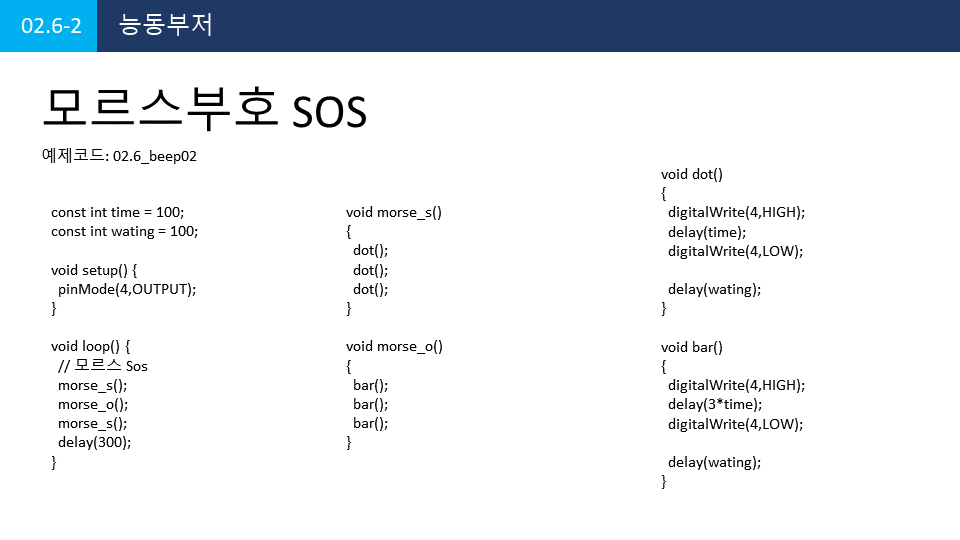 02.6-2
능동부저
모르스부호 SOS
예제코드: 02.6_beep02
const int time = 100;
const int wating = 100;
void setup() {
pinMode(4,OUTPUT);
}
void loop() {
// 모르스 Sos
morse_s();
morse_o();
morse_s();
delay(300);
}
void morse_s()
{
dot();
dot();
dot();
}
void morse_o()
{
bar();
bar();
bar();
}
void dot()
{
digitalWrite(4,HIGH);
delay(time);
digitalWrite(4,LOW);
delay(wating);
}
void bar()
{
digitalWrite(4,HIGH);
delay(3*time);
digitalWrite(4,LOW);
delay(wating);
}